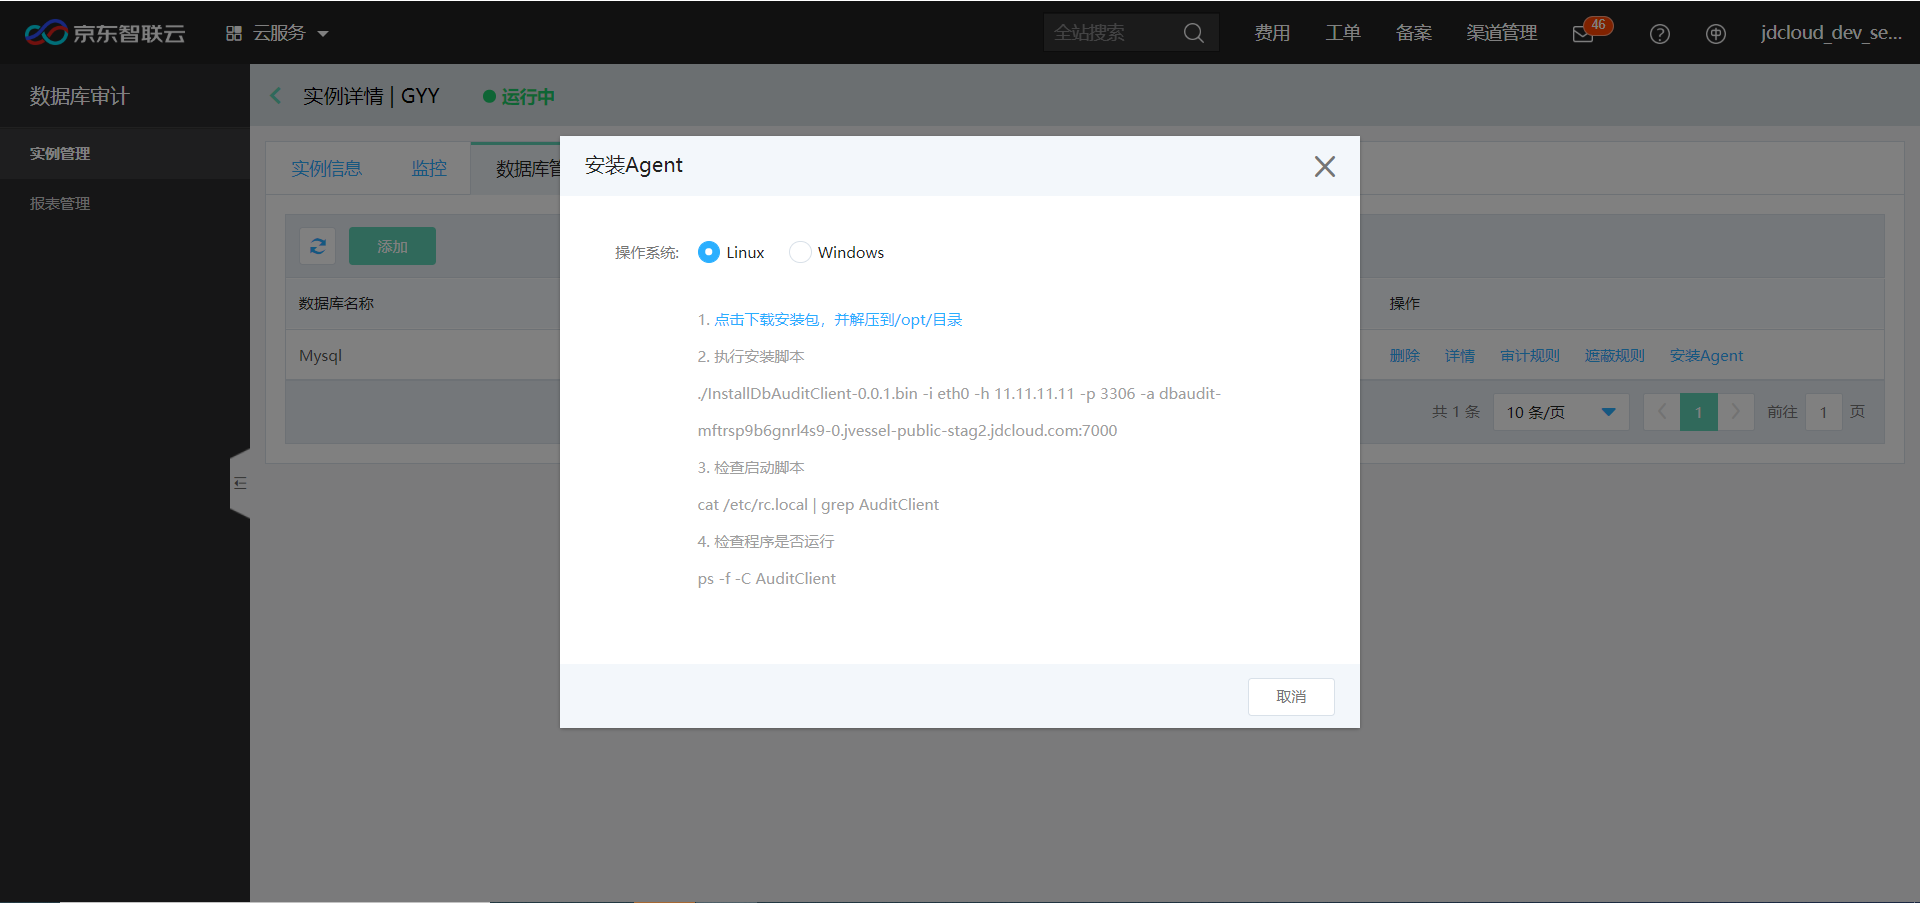 京东智联云
云服务
全站搜索
费用
工单
备案
渠道管理
46
jdcloud_dev_se...
数据库审计
实例管理
报表管理
实例详情 | GYY
运行中
实例信息
监控
数据库管
添加
数据库名称
操作
Mysql
删除
详情
审计规则
遮蔽规则
安装Agent
共 1 条
10 条/页
1
前往
1
页
安装Agent
操作系统:
Linux
Windows
1. 点击下载安装包，并解压到/opt/目录
2. 执行安装脚本
./InstallDbAuditClient-0.0.1.bin -i eth0 -h 11.11.11.11 -p 3306 -a dbaudit-
mftrsp9b6gnrl4s9-0.jvessel-public-stag2.jdcloud.com:7000
3. 检查启动脚本
cat /etc/rc.local | grep AuditClient
4. 检查程序是否运行
ps -f -C AuditClient
取消